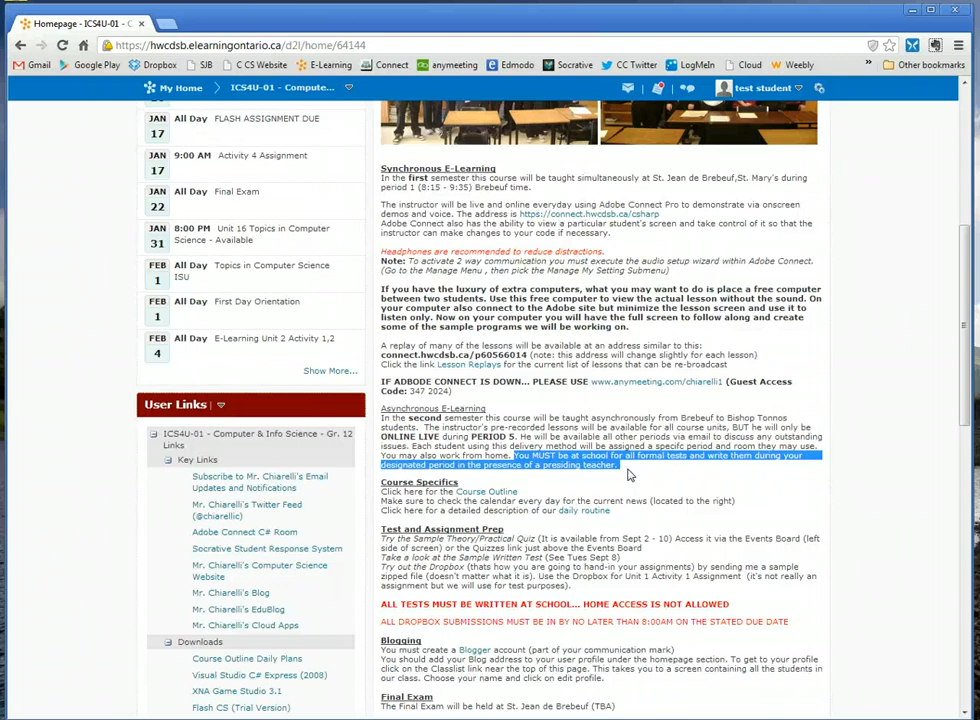 Homepage - ICS4U-01 - C
https://hwcdsb.elearningontario.ca/d2l/home/64144
Gmail Google Play Dropbox SJB C CS Website E-Learning Connect anymeeting Edmodo Socrative CC Twitter LogMeIn Cloud Weebly » Other bookmarks
My Home ICS4U-01 - Compute... test student
JAN 17 All Day FLASH ASSIGNMENT DUE
JAN 17 9:00 AM Activity 4 Assignment
JAN 22 All Day Final Exam
JAN 31 8:00 PM Unit 16 Topics in Computer
Science - Available
FEB 1 All Day Topics in Computer Science
ISU
FEB 1 All Day First Day Orientation
FEB 4 All Day E-Learning Unit 2 Activity 1,2
Show More...
User Links
ICS4U-01 - Computer & Info Science - Gr. 12
Links
Key Links
Subscribe to Mr. Chiarelli's Email
Updates and Notifications
Mr. Chiarelli's Twitter Feed
(@chiarellic)
Adobe Connect C# Room
Socrative Student Response System
Mr. Chiarelli's Computer Science
Website
Mr. Chiarelli's Blog
Mr. Chiarelli's EduBlog
Mr. Chiarelli's Cloud Apps
Downloads
Course Outline Daily Plans
Visual Studio C# Express (2008)
XNA Game Studio 3.1
Flash CS (Trial Version)
Synchronous E-Learning
In the first semester this course will be taught simultaneously at St. Jean de Brebeuf,St. Mary's during
period 1 (8:15 - 9:35) Brebeuf time.
The instructor will be live and online everyday using Adobe Connect Pro to demonstrate via onscreen
demos and voice. The address is https://connect.hwcdsb.ca/csharp
Adobe Connect also has the ability to view a particular student's screen and take control of it so that the
instructor can make changes to your code if necessary.
Headphones are recommended to reduce distractions.
Note: To activate 2 way communication you must execute the audio setup wizard within Adobe Connect.
(Go to the Manage Menu , then pick the Manage My Setting Submenu)
If you have the luxury of extra computers, what you may want to do is place a free computer
between two students. Use this free computer to view the actual lesson without the sound. On
your computer also connect to the Adobe site but minimize the lesson screen and use it to
listen only. Now on your computer you will have the full screen to follow along and create
some of the sample programs we will be working on.
A replay of many of the lessons will be available at an address similar to this:
connect.hwcdsb.ca/p60566014 (note: this address will change slightly for each lesson)
Click the link Lesson Replays for the current list of lessons that can be re-broadcast
IF ADBODE CONNECT IS DOWN... PLEASE USE www.anymeeting.com/chiarelli1 (Guest Access
Code: 347 2024)
Asynchronous E-Learning
In the second semester this course will be taught asynchronously from Brebeuf to Bishop Tonnos
students. The instructor's pre-recorded lessons will be available for all course units, BUT he will only be
ONLINE LIVE during PERIOD 5. He will be available all other periods via email to discuss any outstanding
issues. Each student using this delivery method will be assigned a specifc period and room they may use.
You may also work from home. You MUST be at school for all formal tests and write them during your
designated period in the presence of a presiding teacher.
Course Specifics
Click here for the Course Outline
Make sure to check the calendar every day for the current news (located to the right)
Click here for a detailed description of our daily routine
Test and Assignment Prep
Try the Sample Theory/Practical Quiz (It is available from Sept 2 - 10) Access it via the Events Board (left
side of screen) or the Quizzes link just above the Events Board
Take a look at the Sample Written Test (See Tues Sept 8)
Try out the Dropbox (thats how you are going to hand-in your assignments) by sending me a sample
zipped file (doesn't matter what it is). Use the Dropbox for Unit 1 Activity 1 Assignment (it's not really an
assignment but we will use for test purposes).
ALL TESTS MUST BE WRITTEN AT SCHOOL... HOME ACCESS IS NOT ALLOWED
ALL DROPBOX SUBMISSIONS MUST BE IN BY NO LATER THAN 8:00AM ON THE STATED DUE DATE
Blogging
You must create a Blogger account (part of your communication mark)
You should add your Blog address to your user profile under the homepage section. To get to your profile
click on the Classlist link near the top of this page. This takes you to a screen containing all the students in
our class. Choose your name and click on edit profile.
Final Exam
The Final Exam will be held at St. Jean de Brebeuf (TBA)